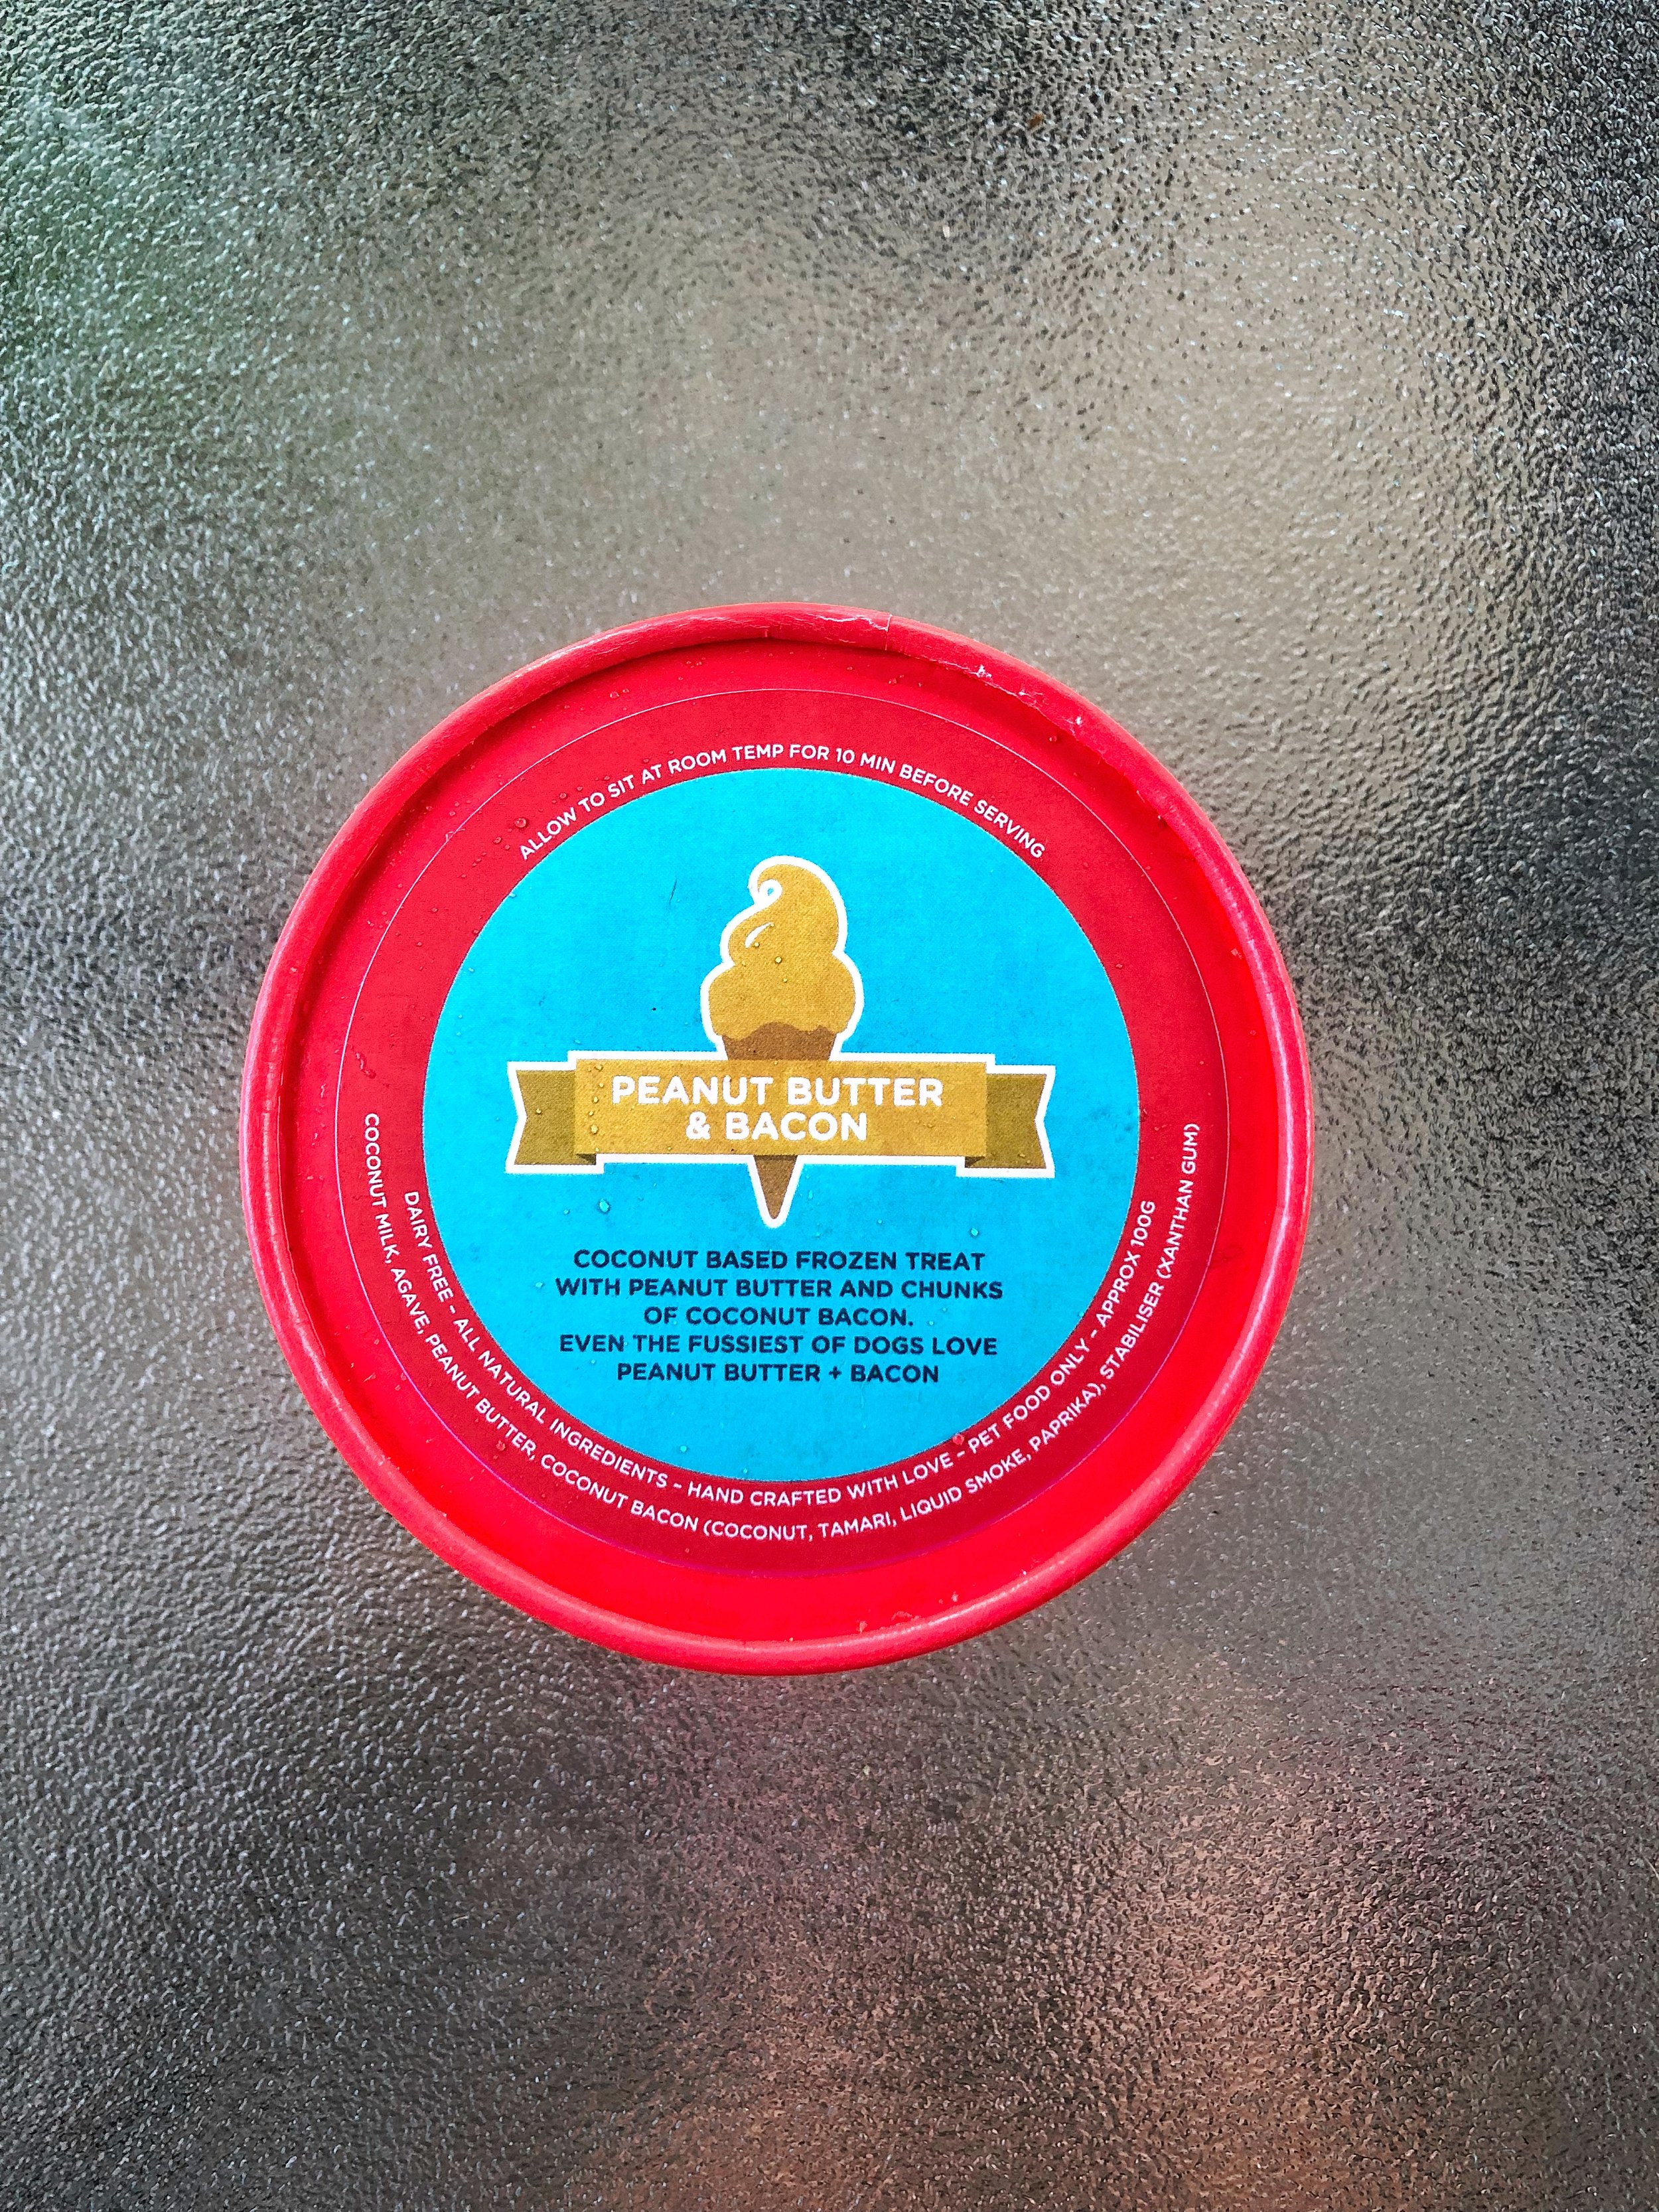 ALLOW TO SIT AT ROOM TEMP FOR 10 MIN BEFORE SERVING
PEANUT BUTTER
& BACON
COCONUT BASED FROZEN TREAT
WITH PEANUT BUTTER AND CHUNKS
OF COCONUT BACON.
EVEN THE FUSSIEST OF DOGS LOVE
PEANUT BUTTER + BACON
DAIRY FREE - ALL NATURAL INGREDIENTS - HAND CRAFTED WITH LOVE - PET FOOD ONLY - APPROX 100G
COCONUT MILK, AGAVE, PEANUT BUTTER, COCONUT BACON (COCONUT, TAMARI, LIQUID SMOKE, PAPRIKA), STABILISER (XANTHAN GUM)